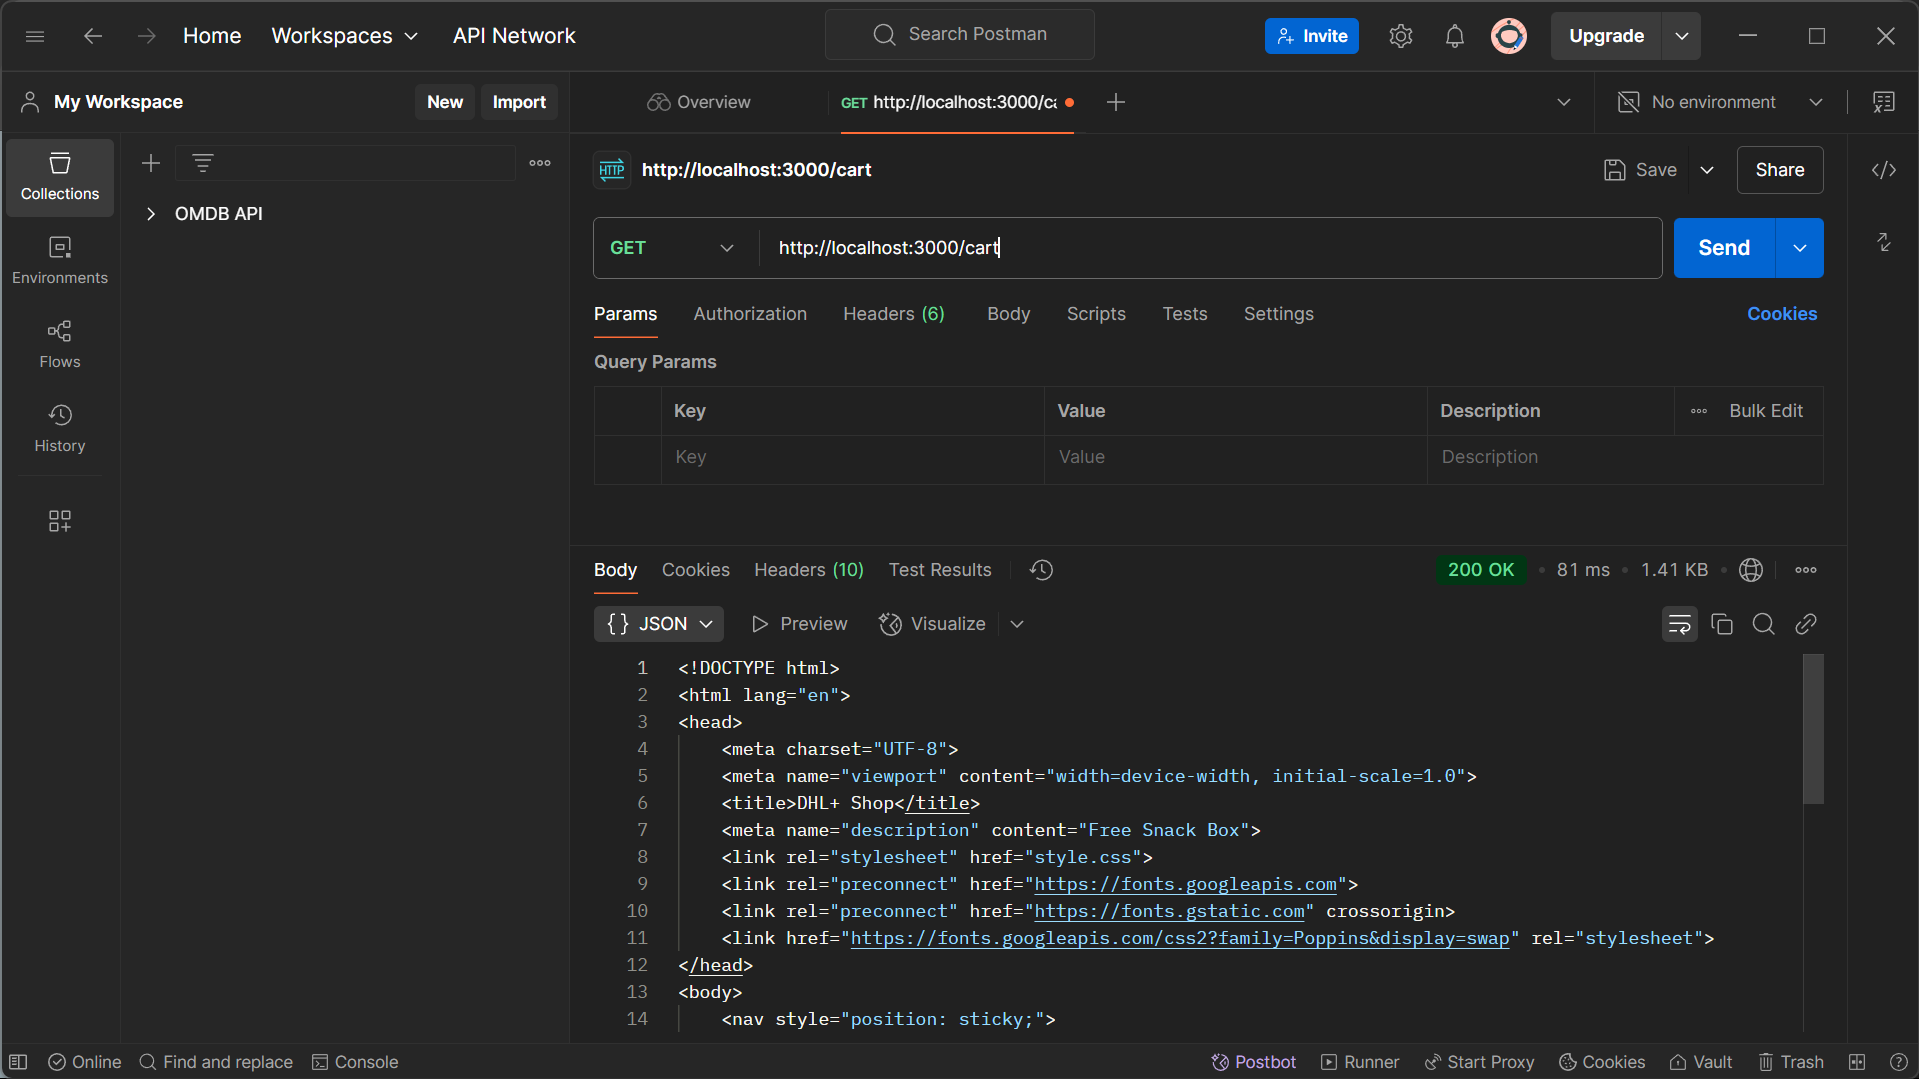 Home Workspaces API Network Search Postman Invite Upgrade
My Workspace New Import Overview GET http://localhost:3000/ca No environment
Collections
OMDB API
Environments
Flows
History
HTTP http://localhost:3000/cart Save Share
GET http://localhost:3000/cart Send
Params Authorization Headers (6) Body Scripts Tests Settings Cookies
Query Params
Key Value Description Bulk Edit
Key Value Description
Body Cookies Headers (10) Test Results 200 OK • 81 ms • 1.41 KB •
{} JSON Preview Visualize
1 <!DOCTYPE html>
2 <html lang="en">
3 <head>
4 <meta charset="UTF-8">
5 <meta name="viewport" content="width=device-width, initial-scale=1.0">
6 <title>DHL+ Shop</title>
7 <meta name="description" content="Free Snack Box">
8 <link rel="stylesheet" href="style.css">
9 <link rel="preconnect" href="https://fonts.googleapis.com">
10 <link rel="preconnect" href="https://fonts.gstatic.com" crossorigin>
11 <link href="https://fonts.googleapis.com/css2?family=Poppins&display=swap" rel="stylesheet">
12 </head>
13 <body>
14 <nav style="position: sticky;">
Online Find and replace Console Postbot Runner Start Proxy Cookies Vault Trash